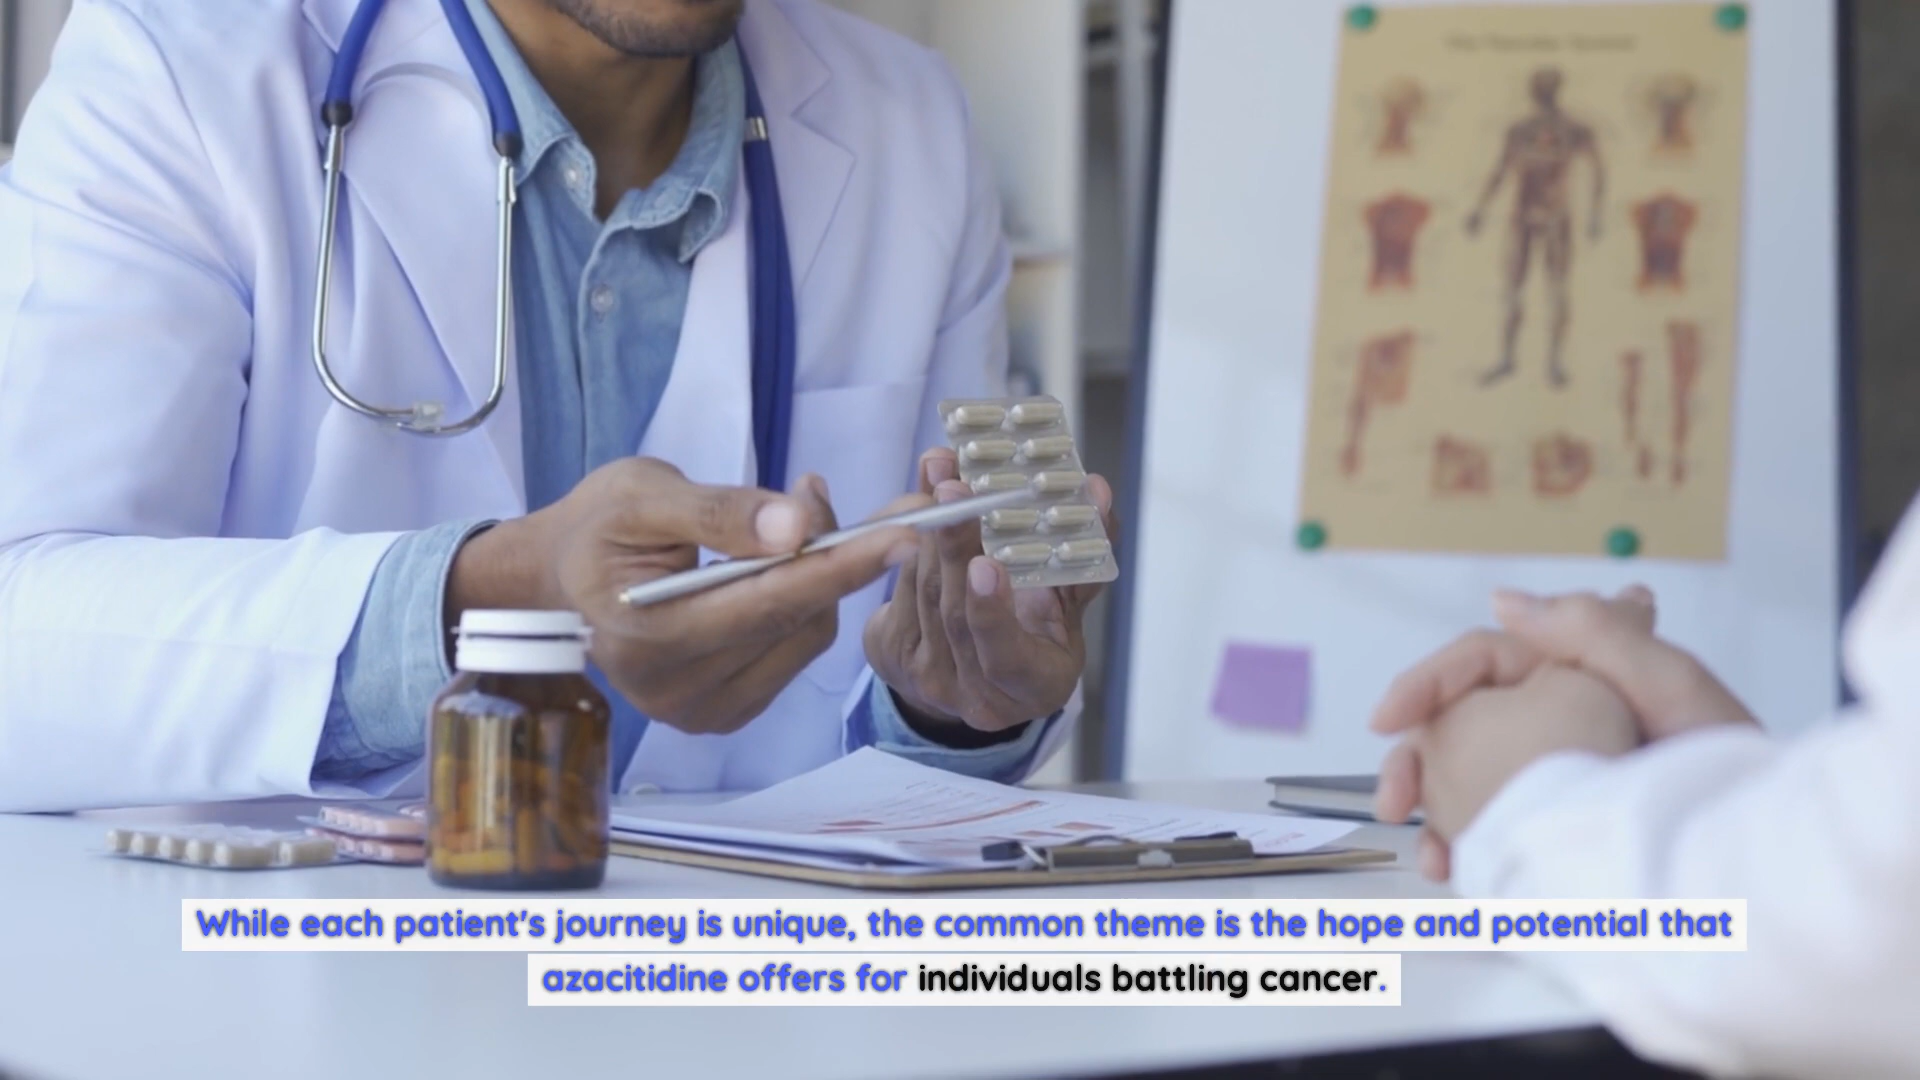 While each patient's journey is unique, the common theme is the hope and potential that
azacitidine offers for individuals battling cancer.